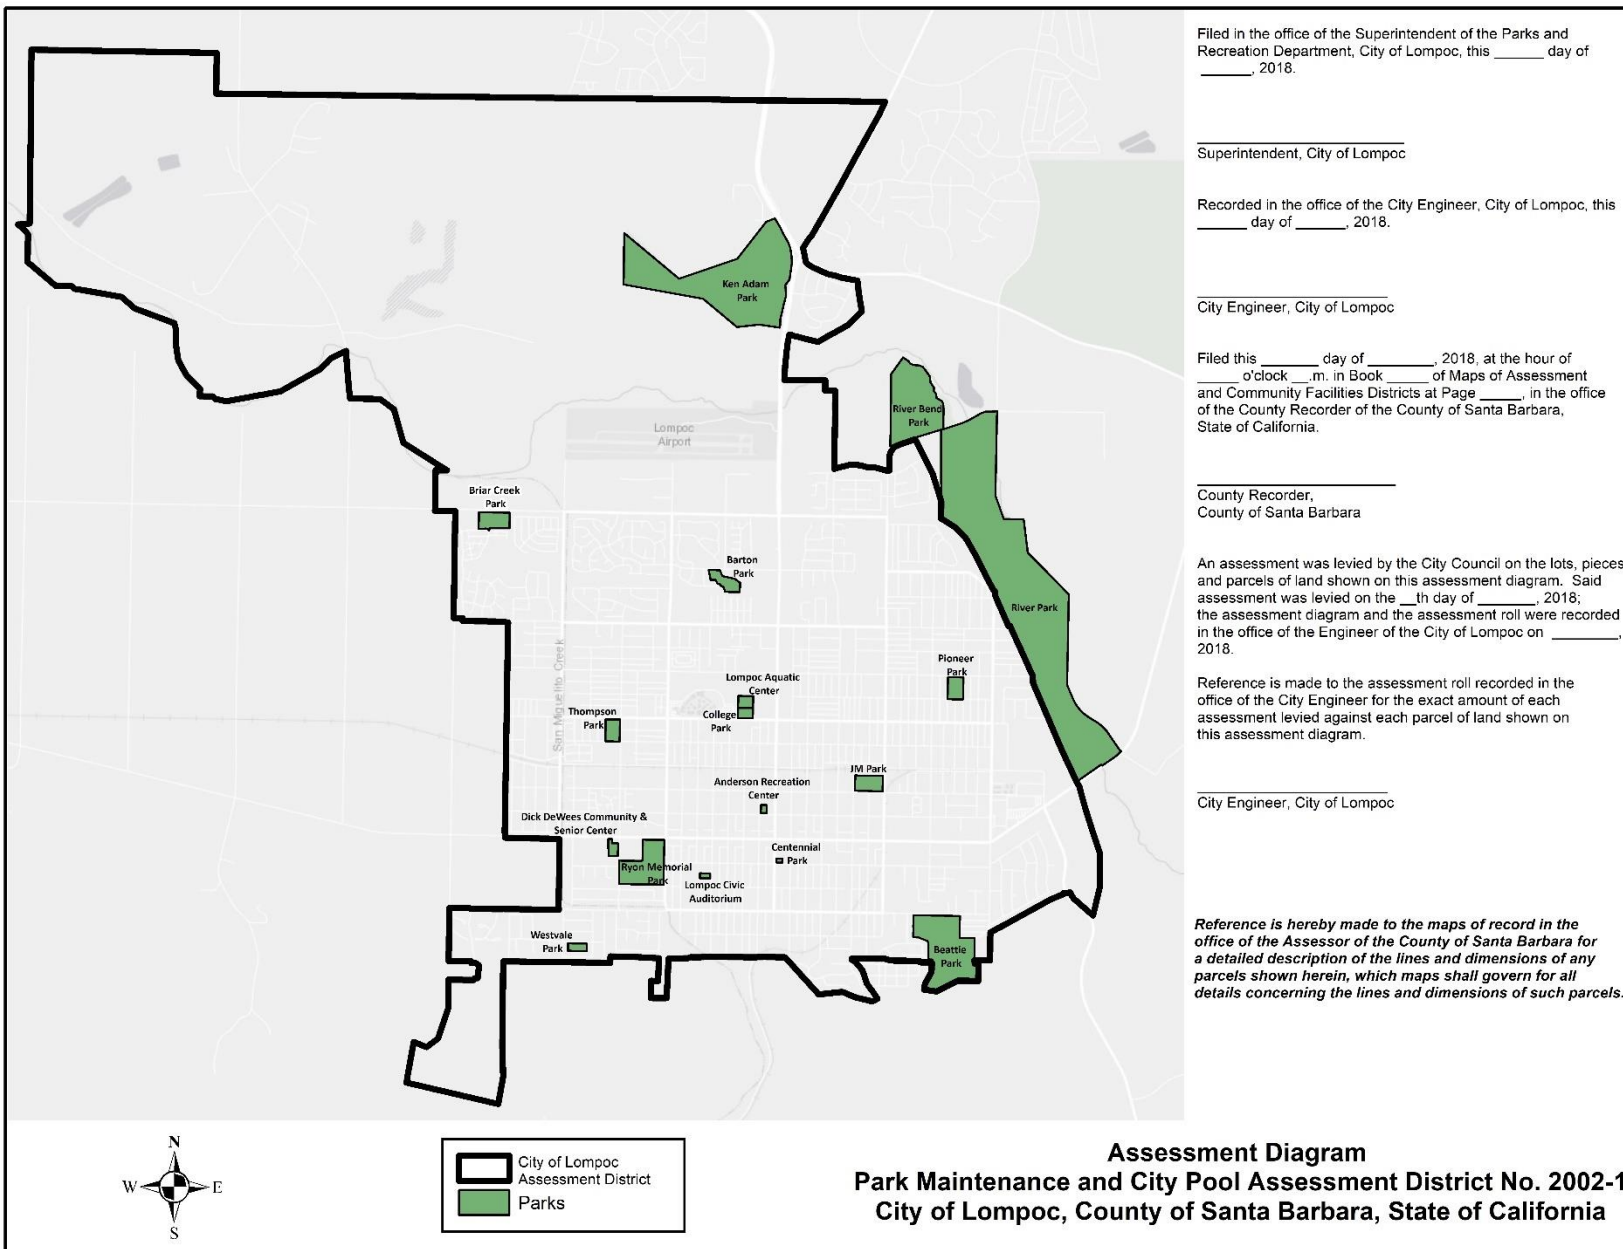 Filed in the office of the Superintendent of the Parks and
Recreation Department, City of Lompoc, this ______ day of
______, 2018.
Superintendent, City of Lompoc
Recorded in the office of the City Engineer, City of Lompoc, this
______ day of ______, 2018.
City Engineer, City of Lompoc
Filed this _______ day of ________, 2018, at the hour of
_____ o'clock __.m. in Book _____ of Maps of Assessment
and Community Facilities Districts at Page _____, in the office
of the County Recorder of the County of Santa Barbara,
State of California.
County Recorder,
County of Santa Barbara
An assessment was levied by the City Council on the lots, pieces
and parcels of land shown on this assessment diagram. Said
assessment was levied on the __th day of _______, 2018;
the assessment diagram and the assessment roll were recorded
in the office of the Engineer of the City of Lompoc on ________,
2018.
Reference is made to the assessment roll recorded in the
office of the City Engineer for the exact amount of each
assessment levied against each parcel of land shown on
this assessment diagram.
City Engineer, City of Lompoc
Reference is hereby made to the maps of record in the
office of the Assessor of the County of Santa Barbara for
a detailed description of the lines and dimensions of any
parcels shown herein, which maps shall govern for all
details concerning the lines and dimensions of such parcels.
Ken Adam
Park
River Bend
Park
Lompoc
Airport
Briar Creek
Park
Barton
Park
River Park
San Miguelito Creek
Pioneer
Park
Lompoc Aquatic
Center
College
Park
Thompson
Park
JM Park
Anderson Recreation
Center
Dick DeWees Community &
Senior Center
Centennial
Park
Ryon Memorial
Park
Lompoc Civic
Auditorium
Westvale
Park
Beattie
Park
N
W E
S
City of Lompoc
Assessment District
Parks
Assessment Diagram
Park Maintenance and City Pool Assessment District No. 2002-1
City of Lompoc, County of Santa Barbara, State of California